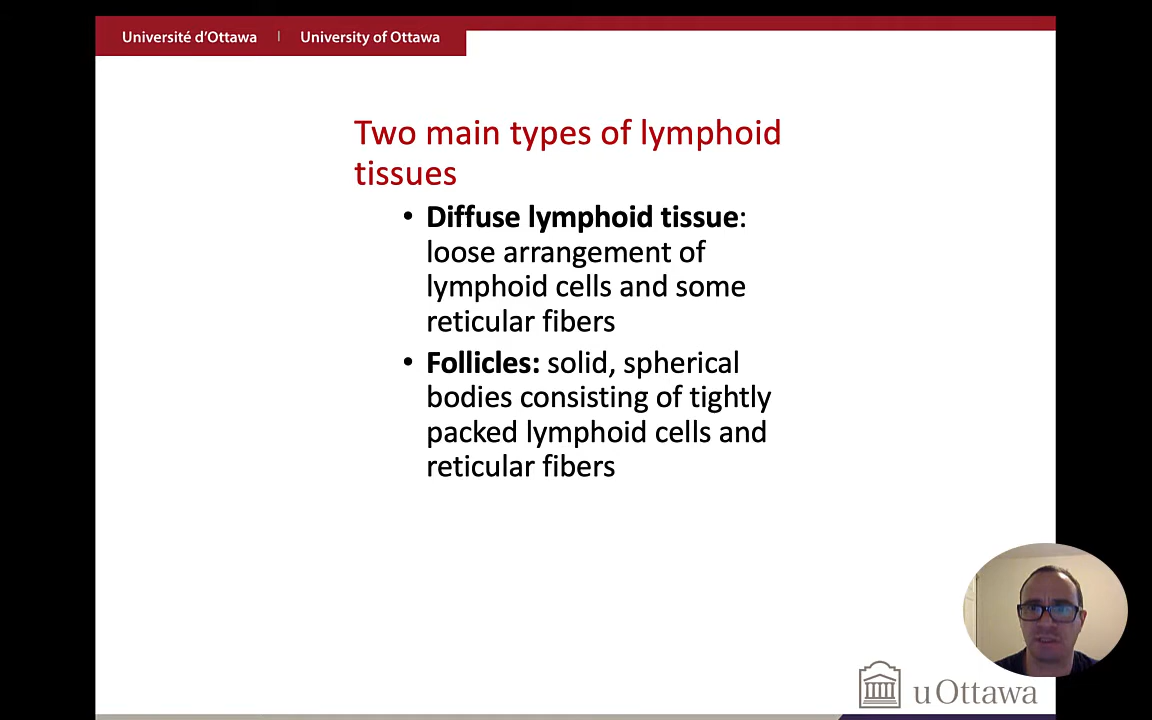 Université d'Ottawa | University of Ottawa
Two main types of lymphoid
tissues
• Diffuse lymphoid tissue:
loose arrangement of
lymphoid cells and some
reticular fibers
• Follicles: solid, spherical
bodies consisting of tightly
packed lymphoid cells and
reticular fibers
uOttawa